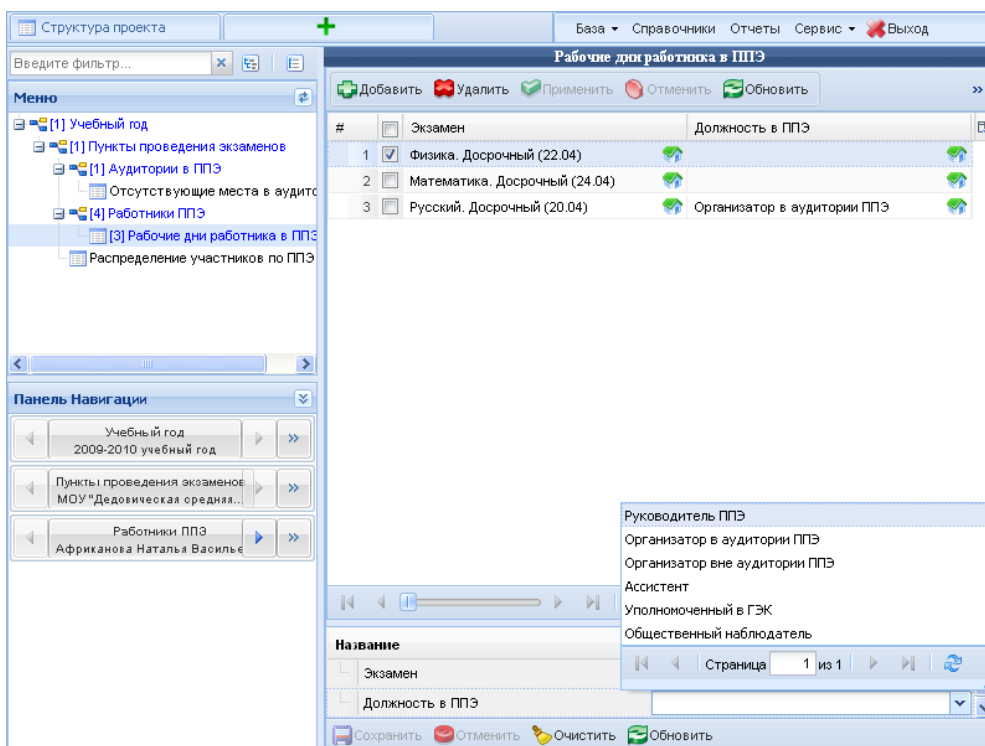 Структура проекта
База Справочники Отчеты Сервис Выход
Введите фильтр...
Меню
[1] Учебный год
[1] Пункты проведения экзаменов
[1] Аудитории в ППЭ
Отсутствующие места в аудито
[4] Работники ППЭ
[3] Рабочие дни работника в ППЭ
Распределение участников по ППЭ
Панель Навигации
Учебный год
2009-2010 учебный год
Пункты проведения экзаменов
МОУ "Дедовическая средняя...
Работники ППЭ
Африканова Наталья Василье
Рабочие дни работника в ППЭ
Добавить Удалить Применить Отменить Обновить »
# Экзамен Должность в ППЭ
1 Физика. Досрочный (22.04)
2 Математика. Досрочный (24.04)
3 Русский. Досрочный (20.04) Организатор в аудитории ППЭ
Руководитель ППЭ
Организатор в аудитории ППЭ
Организатор вне аудитории ППЭ
Ассистент
Уполномоченный в ГЭК
Общественный наблюдатель
Страница 1 из 1
Название
Экзамен
Должность в ППЭ
Сохранить Отменить Очистить Обновить